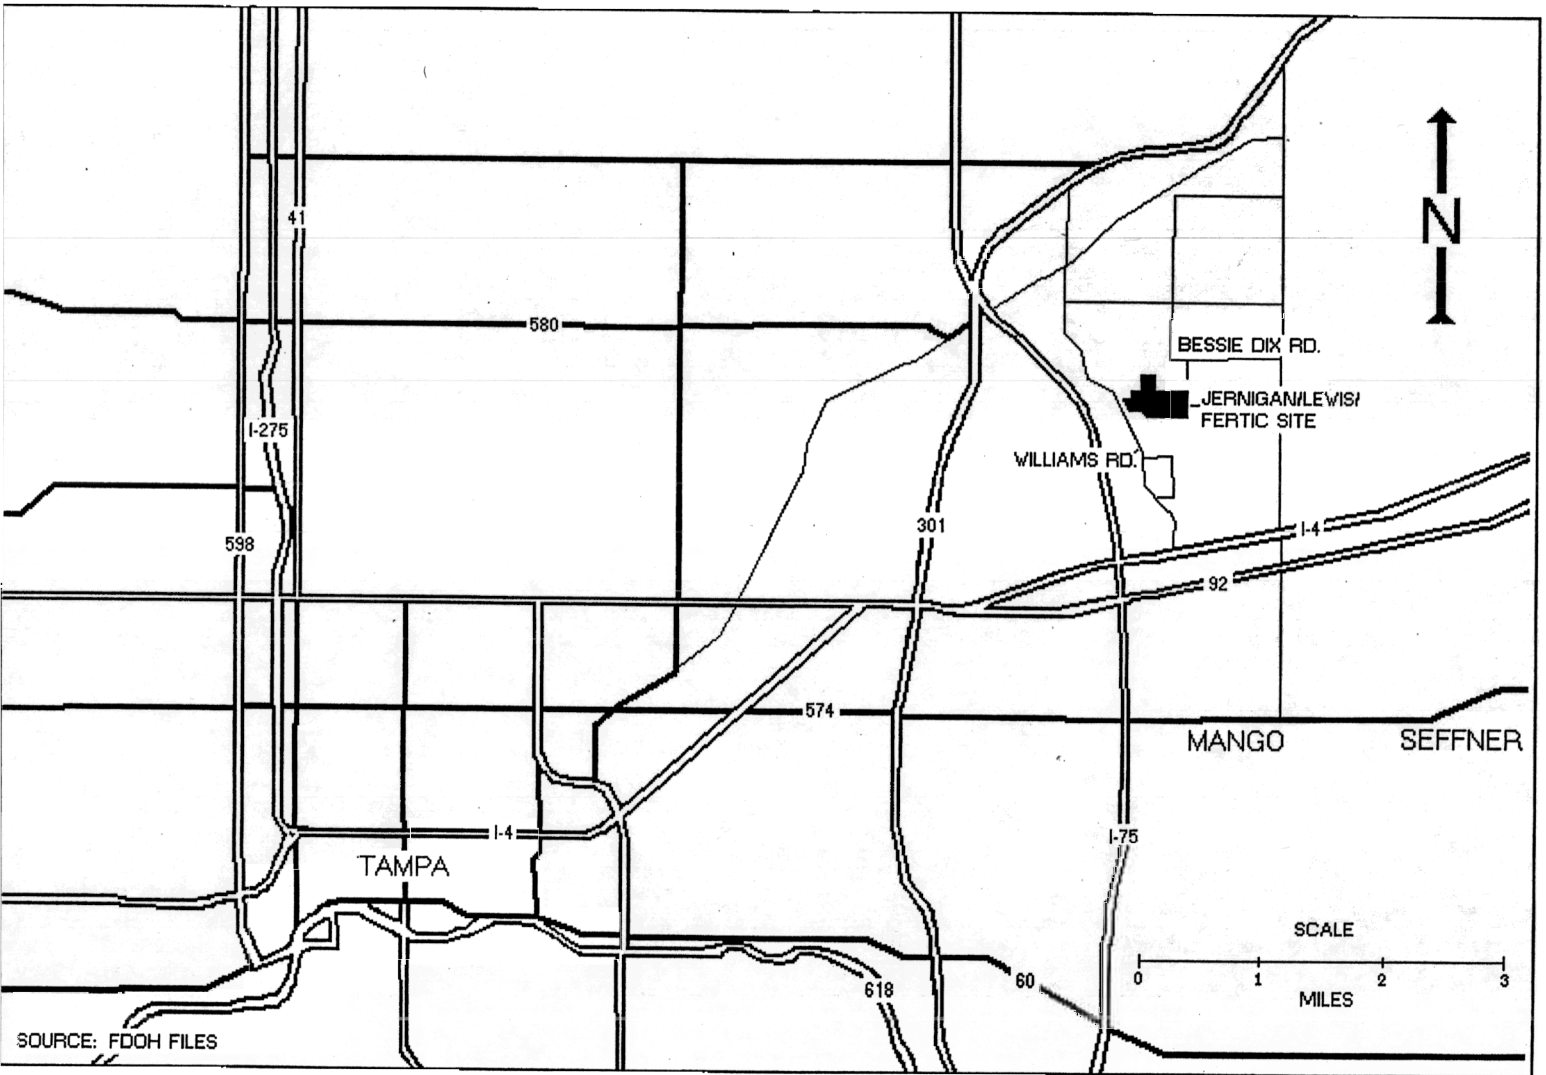 41
N
580
BESSIE DIX RD.
JERNIGAN/LEWIS/
FERTIC SITE
I-275
WILLIAMS RD.
301
I-4
598
92
574
MANGO
SEFFNER
I-4
I-75
TAMPA
SCALE
0 1 2 3
MILES
60
618
SOURCE: FDOH FILES